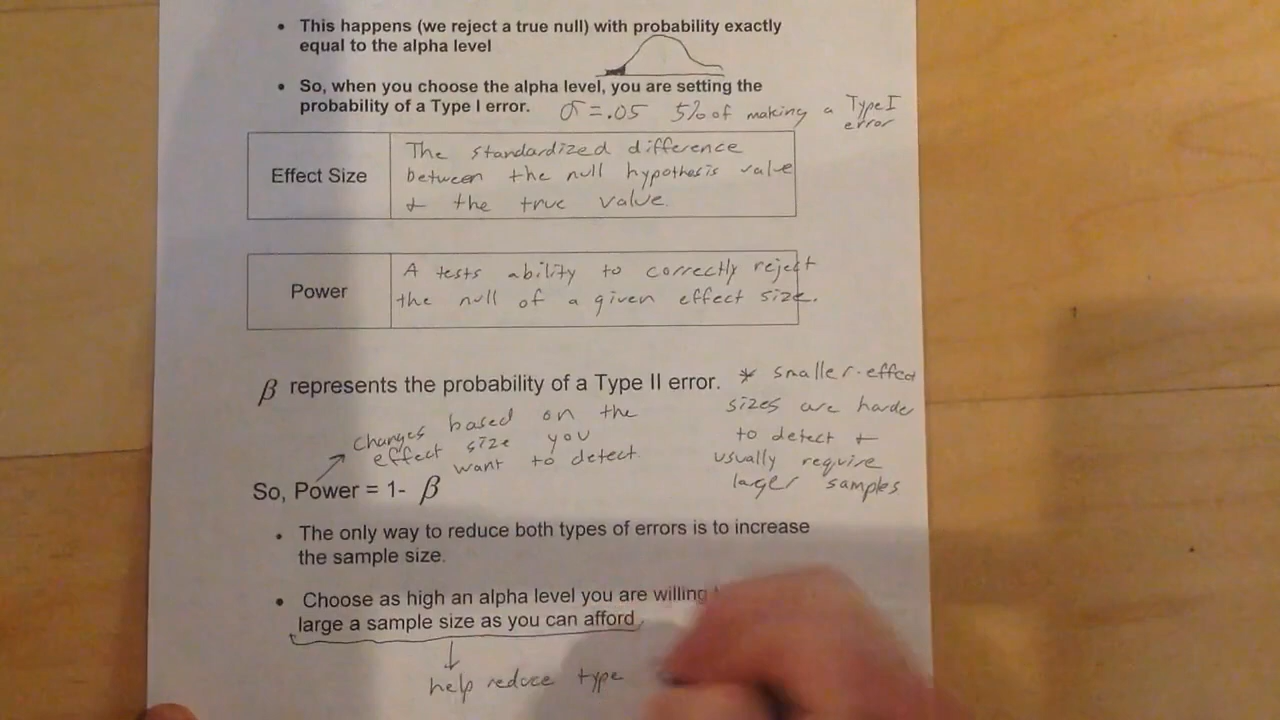 • This happens (we reject a true null) with probability exactly
equal to the alpha level
• So, when you choose the alpha level, you are setting the
probability of a Type I error.
σ = .05 5% of making a Type I
error
Effect Size
The standardized difference
between the null hypothesis value
+ the true value.
Power
A tests ability to correctly reject
the null of a given effect size.
β represents the probability of a Type II error.
* smaller effect
sizes are harder
to detect +
usually require
lager samples
changes based on the
effect size you
want to detect
So, Power = 1- β
• The only way to reduce both types of errors is to increase
the sample size.
• Choose as high an alpha level you are willing
large a sample size as you can afford
help reduce type